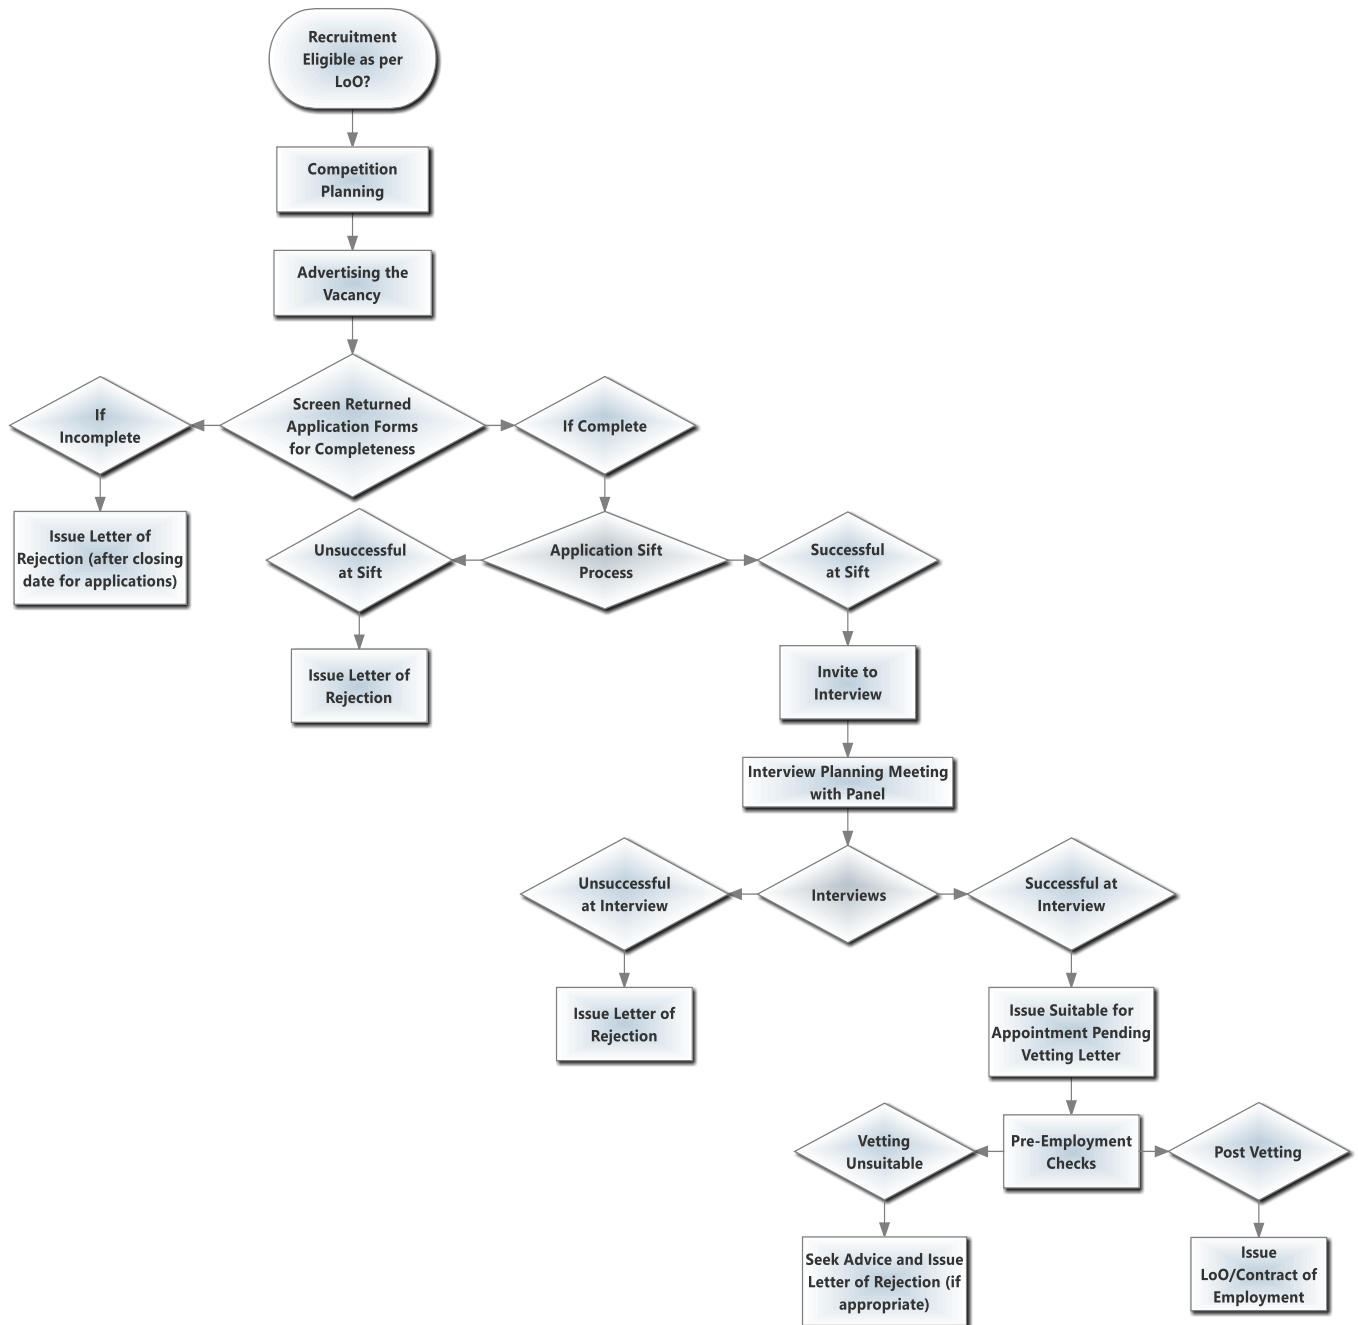 Recruitment
Eligible as per
LoO?
Competition
Planning
Advertising the
Vacancy
Screen Returned
Application Forms
for Completeness
If
Incomplete
If Complete
Issue Letter of
Rejection (after closing
date for applications)
Unsuccessful
at Sift
Application Sift
Process
Successful
at Sift
Issue Letter of
Rejection
Invite to
Interview
Interview Planning Meeting
with Panel
Unsuccessful
at Interview
Interviews
Successful at
Interview
Issue Letter of
Rejection
Issue Suitable for
Appointment Pending
Vetting Letter
Vetting
Unsuitable
Pre-Employment
Checks
Post Vetting
Seek Advice and Issue
Letter of Rejection (if
appropriate)
Issue
LoO/Contract of
Employment